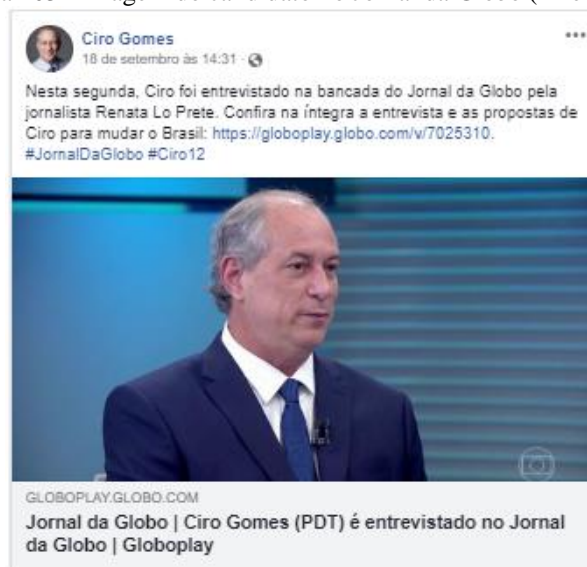 Ciro Gomes
18 de setembro às 14:31 ·
Nesta segunda, Ciro foi entrevistado na bancada do Jornal da Globo pela
jornalista Renata Lo Prete. Confira na íntegra a entrevista e as propostas de
Ciro para mudar o Brasil: https://globoplay.globo.com/v/7025310.
#JornalDaGlobo #Ciro12
GLOBOPLAY.GLOBO.COM
Jornal da Globo | Ciro Gomes (PDT) é entrevistado no Jornal
da Globo | Globoplay